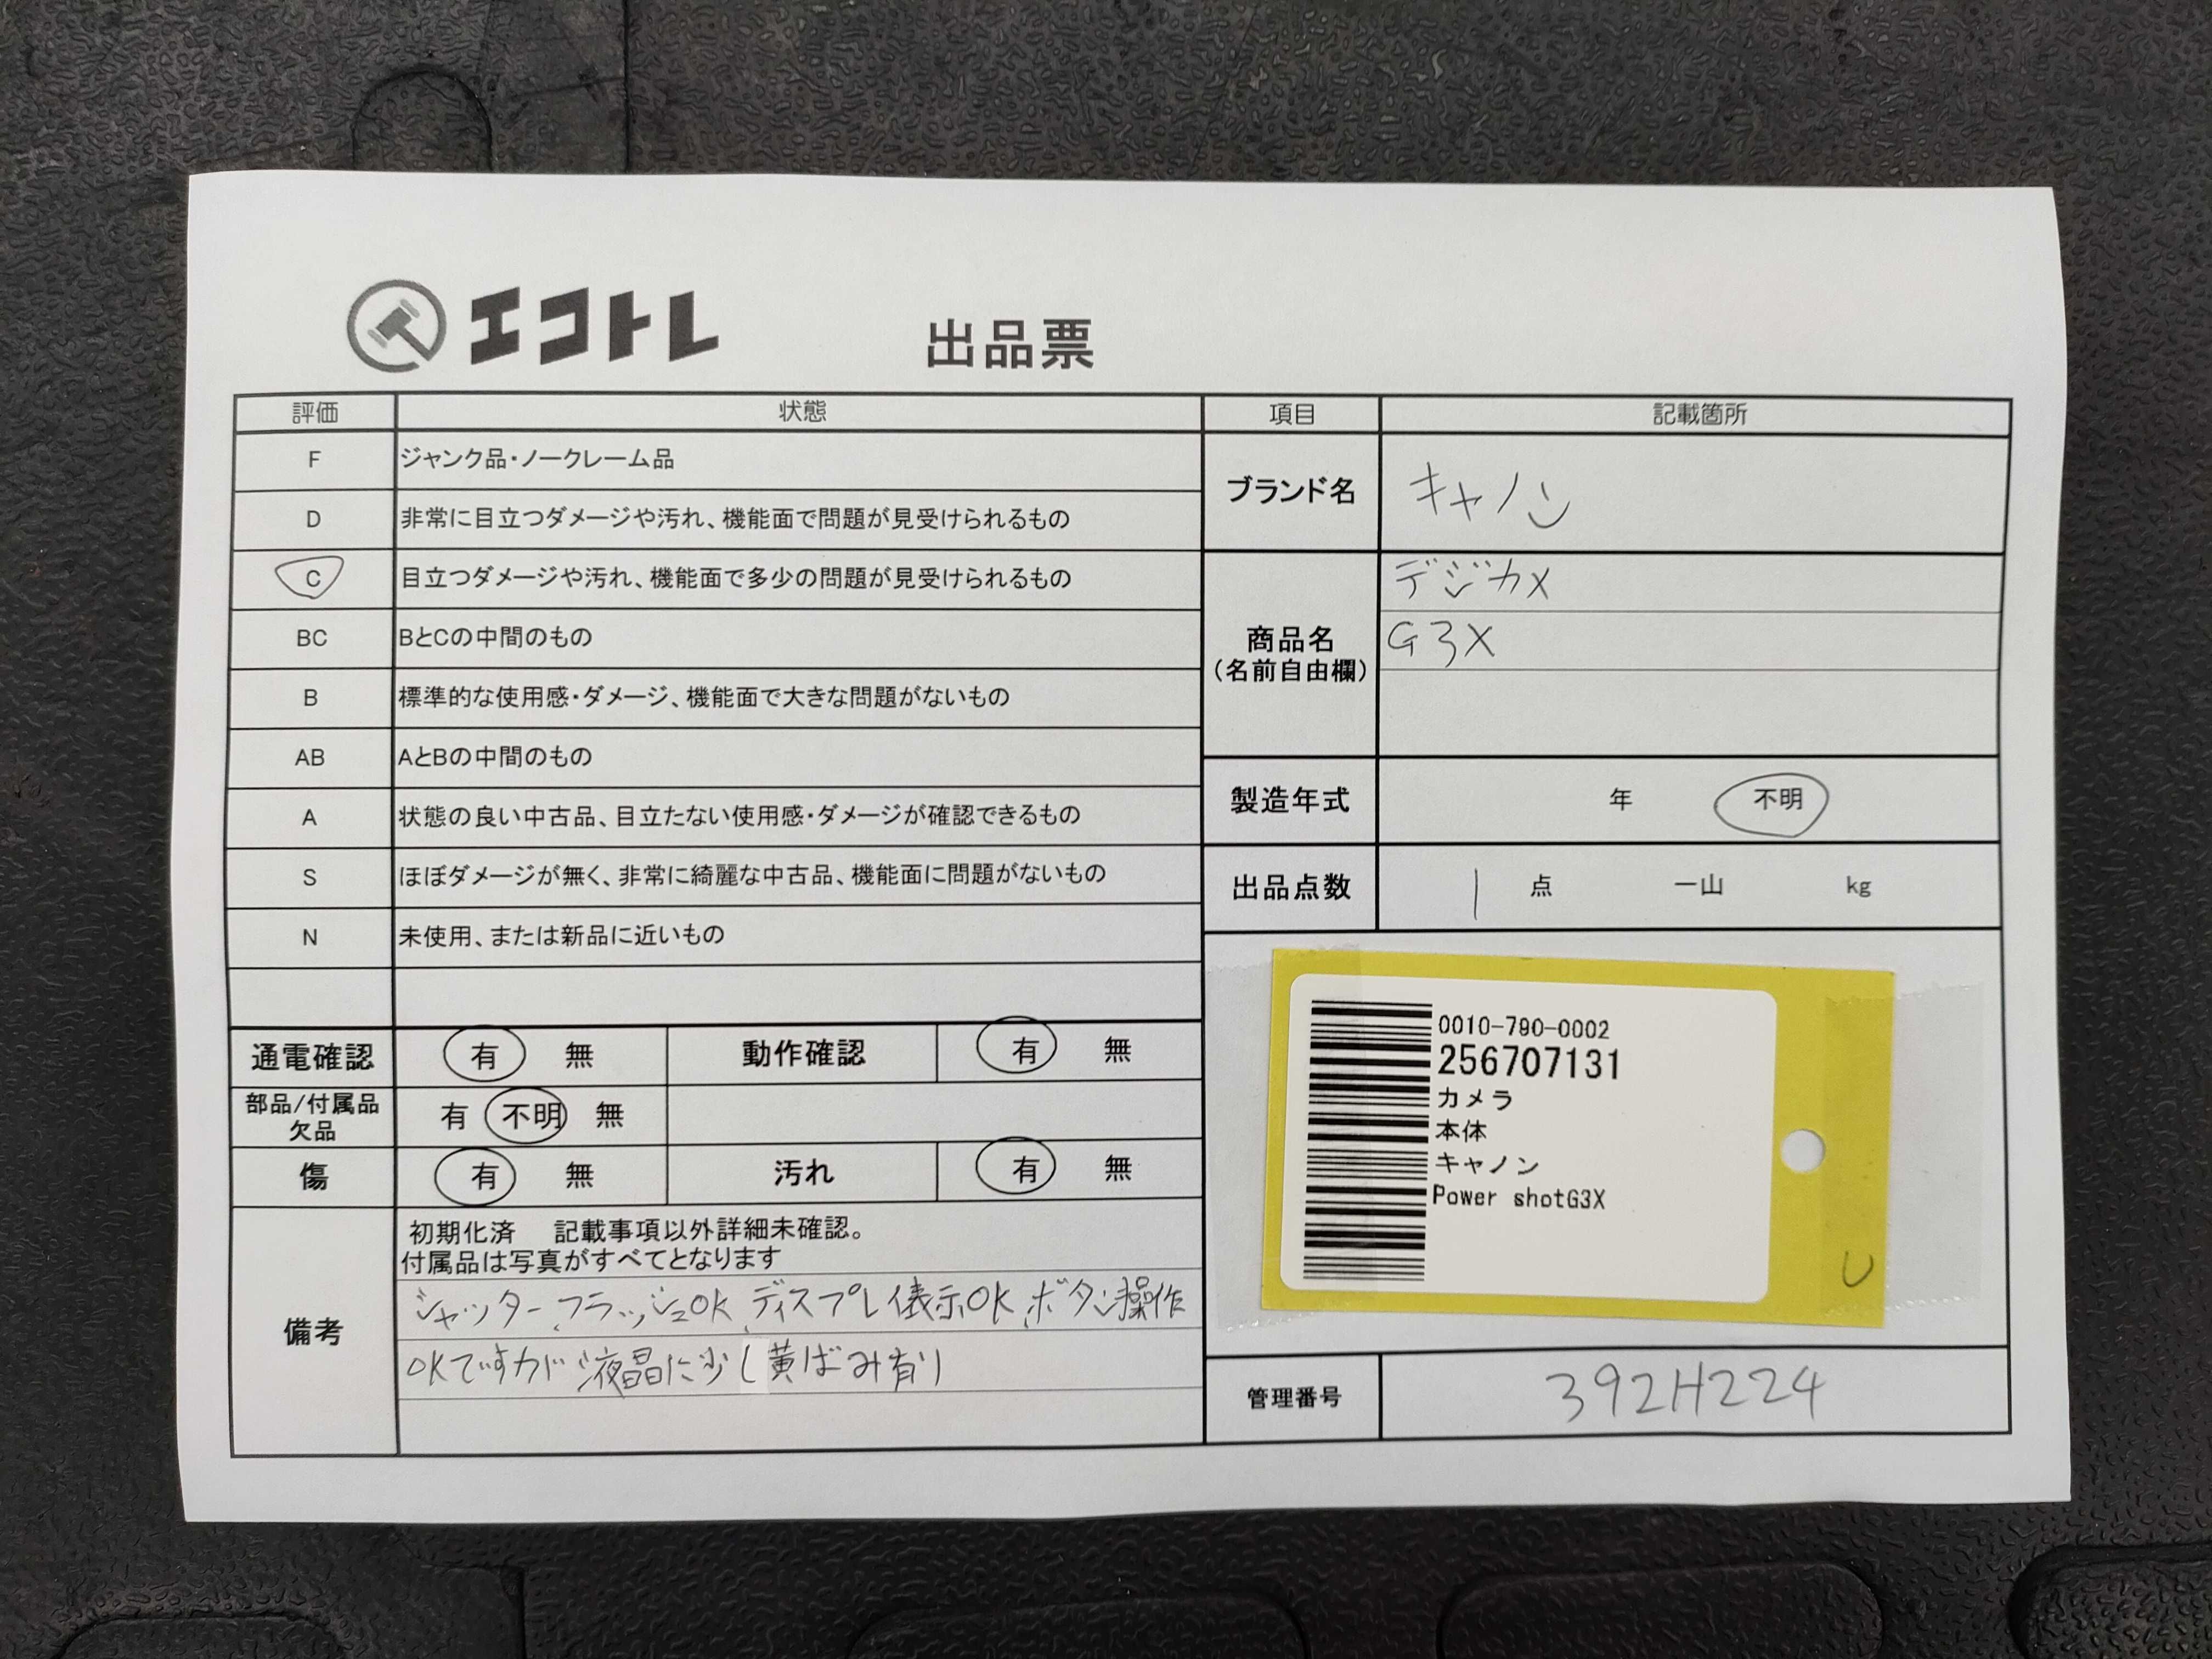 エコトレ
出品票
評価 状態
F ジャンク品・ノークレーム品
D 非常に目立つダメージや汚れ、機能面で問題が見受けられるもの
C 目立つダメージや汚れ、機能面で多少の問題が見受けられるもの
BC BとCの中間のもの
B 標準的な使用感・ダメージ、機能面で大きな問題がないもの
AB AとBの中間のもの
A 状態の良い中古品、目立たない使用感・ダメージが確認できるもの
S ほぼダメージが無く、非常に綺麗な中古品、機能面に問題がないもの
N 未使用、または新品に近いもの
通電確認 有 無 動作確認 有 無
部品/付属品
欠品
有 不明 無
傷 有 無 汚れ 有 無
備考
初期化済 記載事項以外詳細未確認。
付属品は写真がすべてとなります
シャッター、フラッシュOK、ディスプレイ表示OK、ボタン操作
OKですが液晶に少し黄ばみ有り
項目 記載箇所
ブランド名 キャノン
商品名
(名前自由欄)
デジカメ
G3X
製造年式 年 不明
出品点数 1 点 一山 kg
0010-790-0002
256707131
カメラ
本体
キャノン
Power shotG3X
U
管理番号 392H224